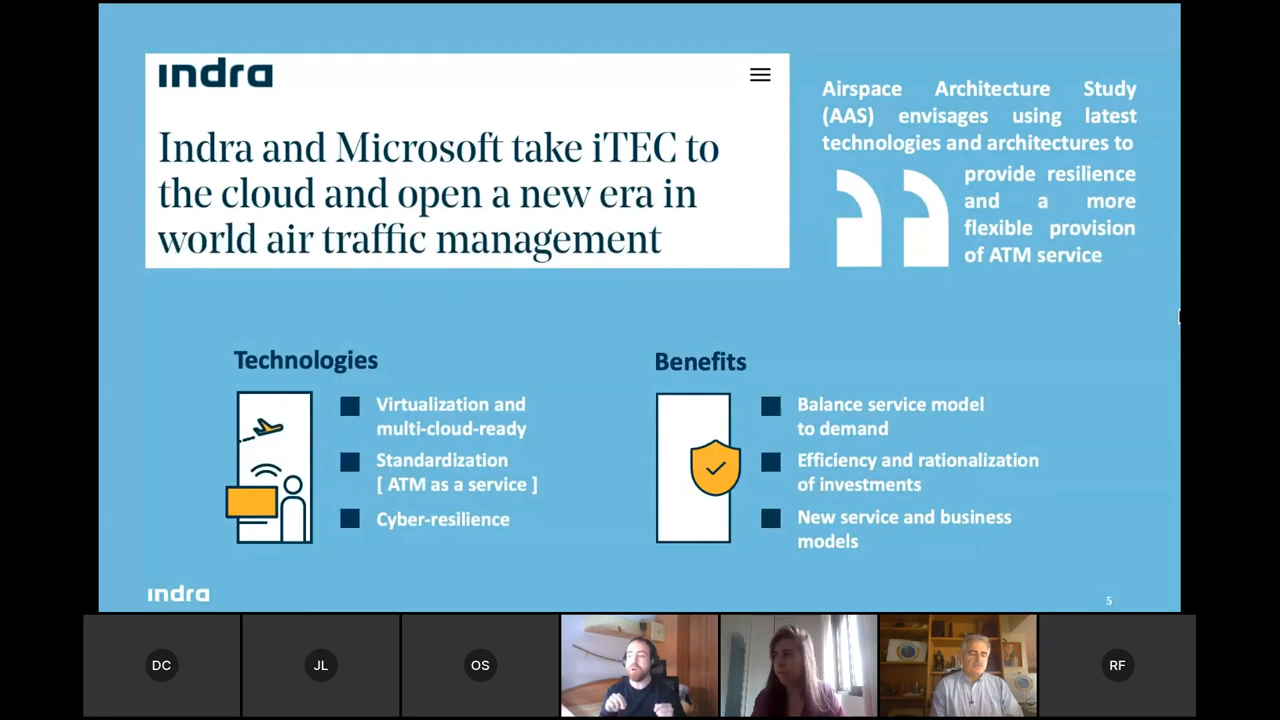 indra
Indra and Microsoft take iTEC to
the cloud and open a new era in
world air traffic management
Airspace Architecture Study
(AAS) envisages using latest
technologies and architectures to
provide resilience
and a more
flexible provision
of ATM service
Technologies
Virtualization and
multi-cloud-ready
Standardization
[ ATM as a service ]
Cyber-resilience
Benefits
Balance service model
to demand
Efficiency and rationalization
of investments
New service and business
models
indra
5
DC
JL
OS
RF